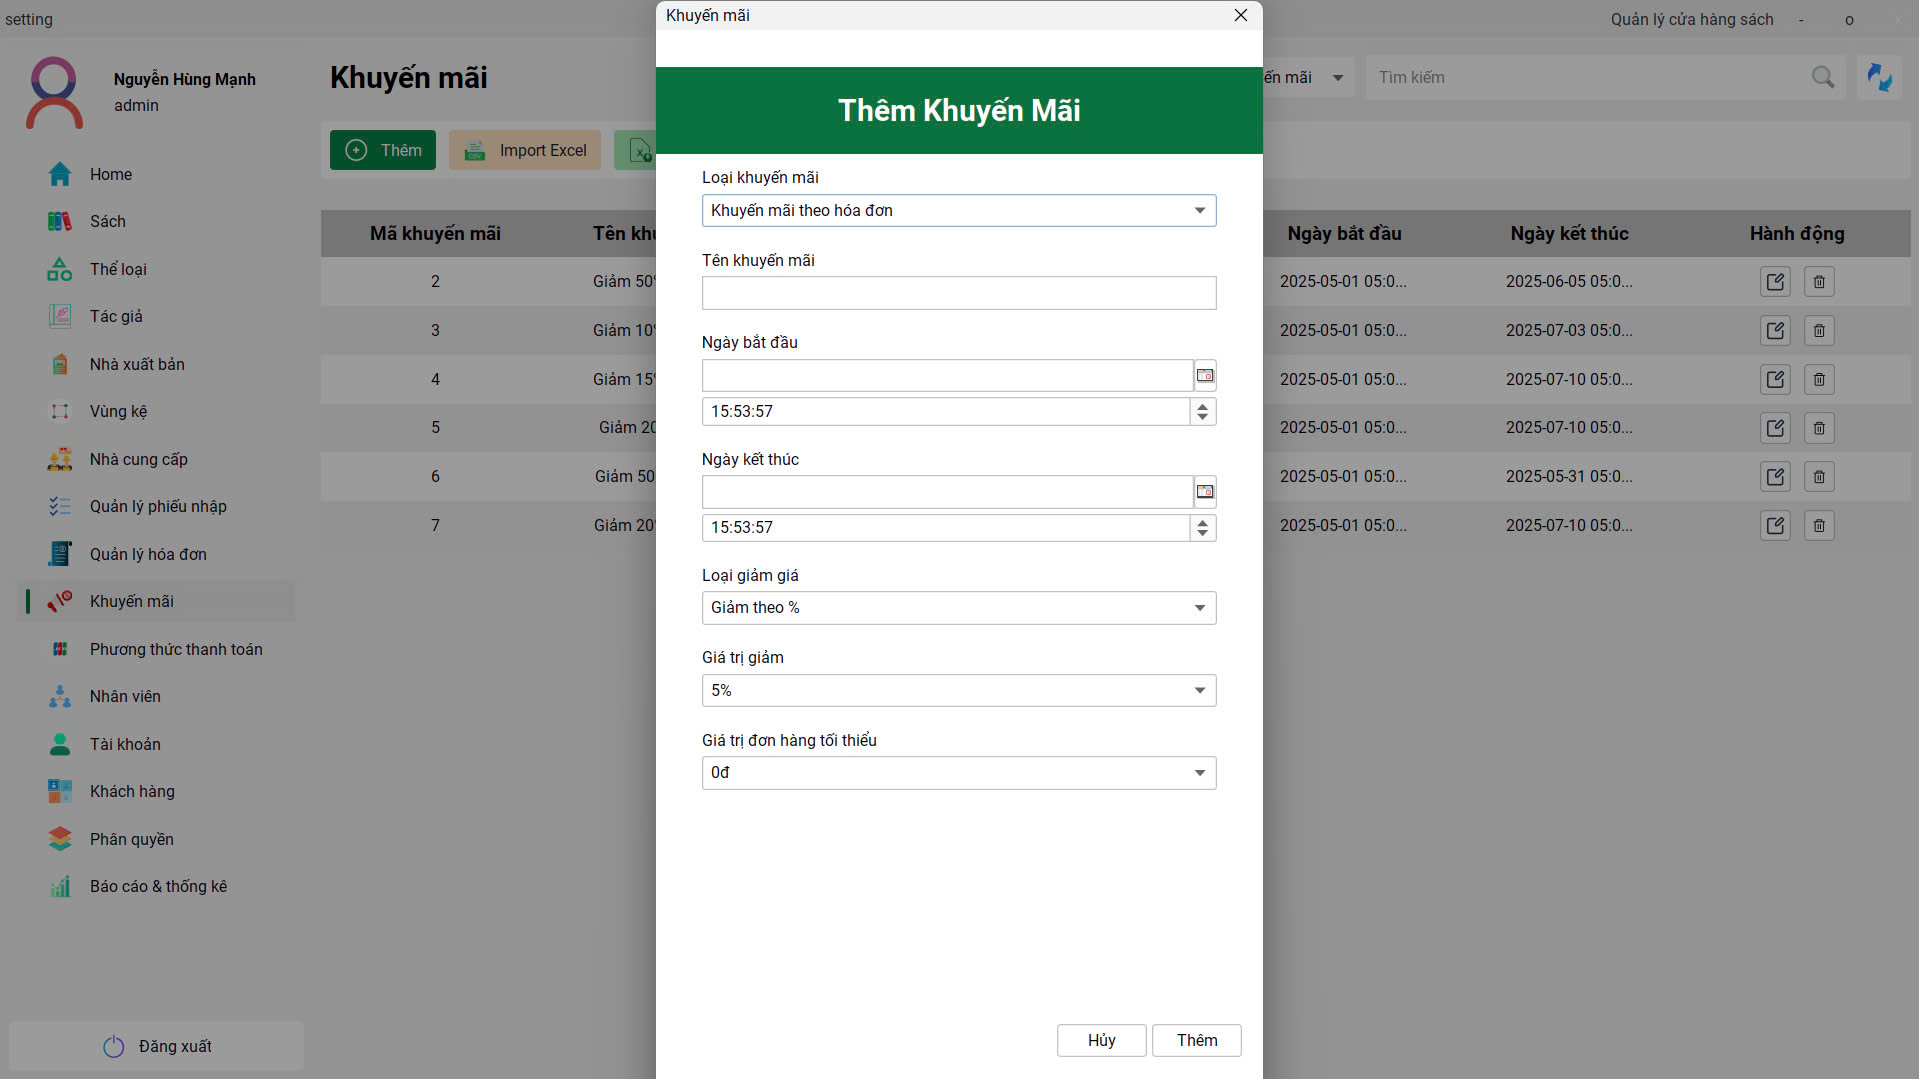 setting
Quản lý cửa hàng sách
-
o
x
Nguyễn Hùng Mạnh
admin
Home
Sách
Thể loại
Tác giả
Nhà xuất bản
Vùng kệ
Nhà cung cấp
Quản lý phiếu nhập
Quản lý hóa đơn
Khuyến mãi
Phương thức thanh toán
Nhân viên
Tài khoản
Khách hàng
Phân quyền
Báo cáo & thống kê
Đăng xuất
Khuyến mãi
ến mãi
Tìm kiếm
Thêm
Import Excel
Mã khuyến mãi Tên khu Ngày bắt đầu Ngày kết thúc Hành động
2 Giảm 50% 2025-05-01 05:0... 2025-06-05 05:0...
3 Giảm 10% 2025-05-01 05:0... 2025-07-03 05:0...
4 Giảm 15% 2025-05-01 05:0... 2025-07-10 05:0...
5 Giảm 20 2025-05-01 05:0... 2025-07-10 05:0...
6 Giảm 50 2025-05-01 05:0... 2025-05-31 05:0...
7 Giảm 20% 2025-05-01 05:0... 2025-07-10 05:0...
Khuyến mãi
Thêm Khuyến Mãi
Loại khuyến mãi
Khuyến mãi theo hóa đơn
Tên khuyến mãi
Ngày bắt đầu
15:53:57
Ngày kết thúc
15:53:57
Loại giảm giá
Giảm theo %
Giá trị giảm
5%
Giá trị đơn hàng tối thiểu
0đ
Hủy
Thêm